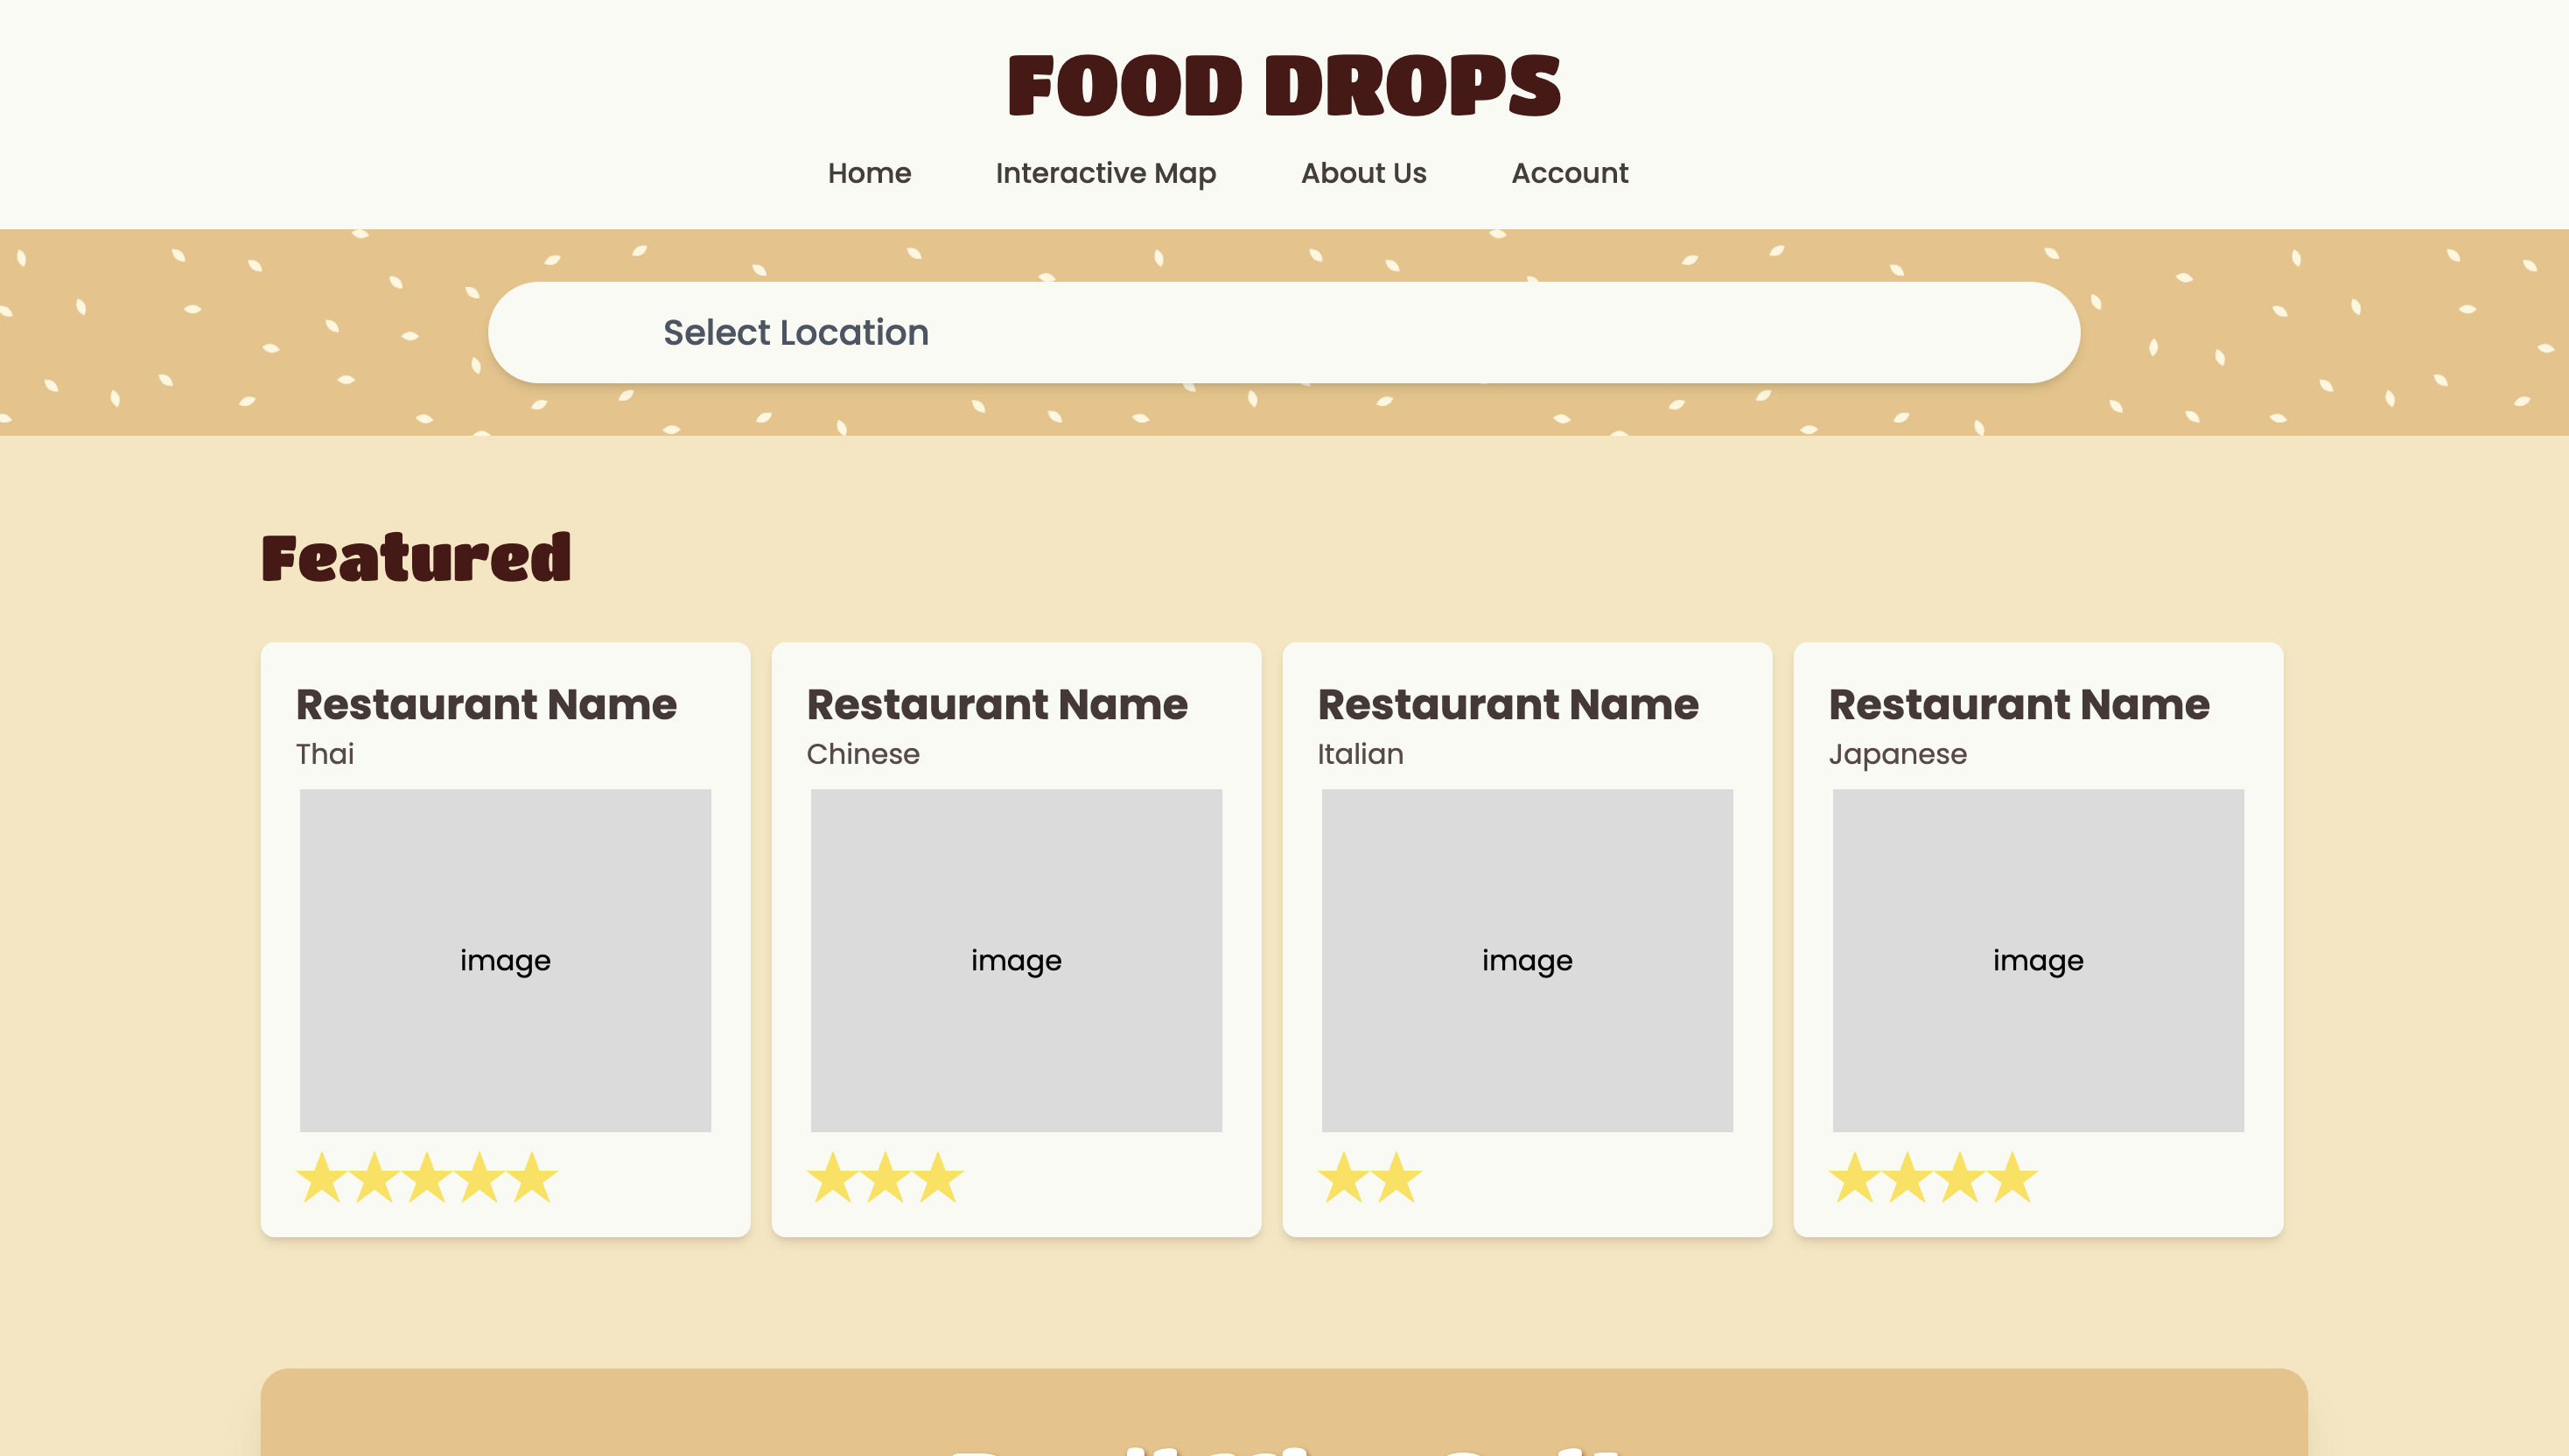 FOOD DROPS
Home Interactive Map About Us Account
Select Location
Featured
Restaurant Name Restaurant Name Restaurant Name Restaurant Name
Thai Chinese Italian Japanese
image image image image